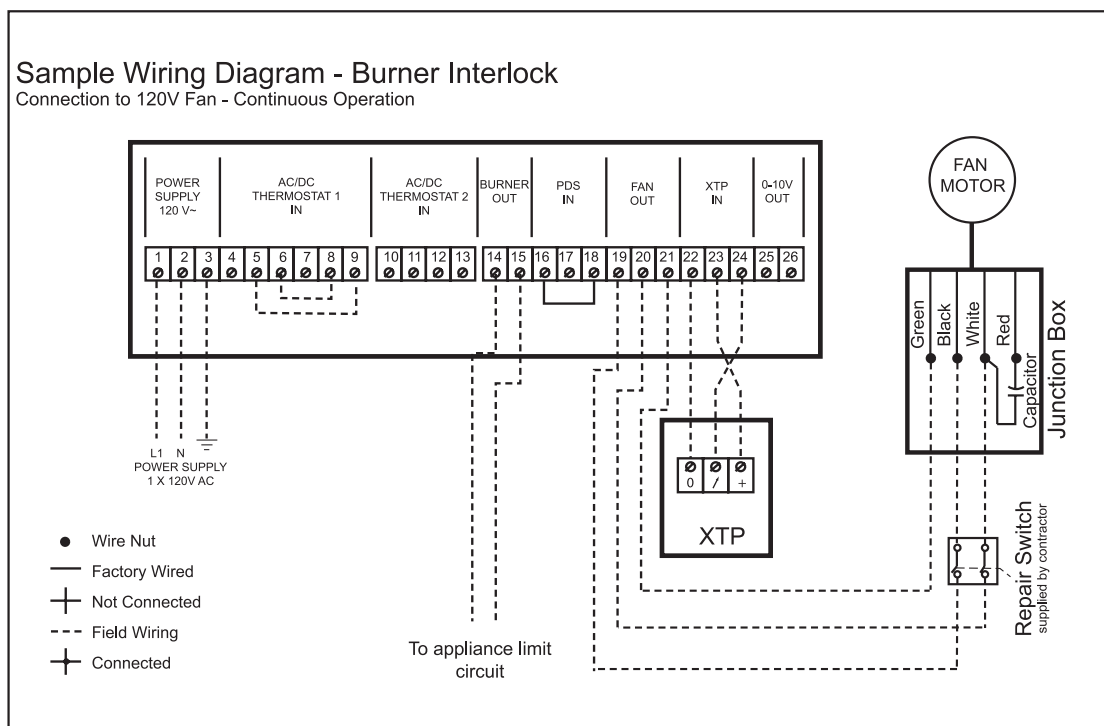 Sample Wiring Diagram - Burner Interlock
Connection to 120V Fan - Continuous Operation
POWER
SUPPLY
120 V~
AC/DC
THERMOSTAT 1
IN
AC/DC
THERMOSTAT 2
IN
BURNER
OUT
PDS
IN
FAN
OUT
XTP
IN
0-10V
OUT
1 2 3 4 5 6 7 8 9 10 11 12 13 14 15 16 17 18 19 20 21 22 23 24 25 26
FAN
MOTOR
Green
Black
White
Red
Capacitor
Junction Box
L1 N
POWER SUPPLY
1 X 120V AC
0 / +
XTP
Repair Switch
supplied by contractor
To appliance limit
circuit
Wire Nut
Factory Wired
Not Connected
Field Wiring
Connected